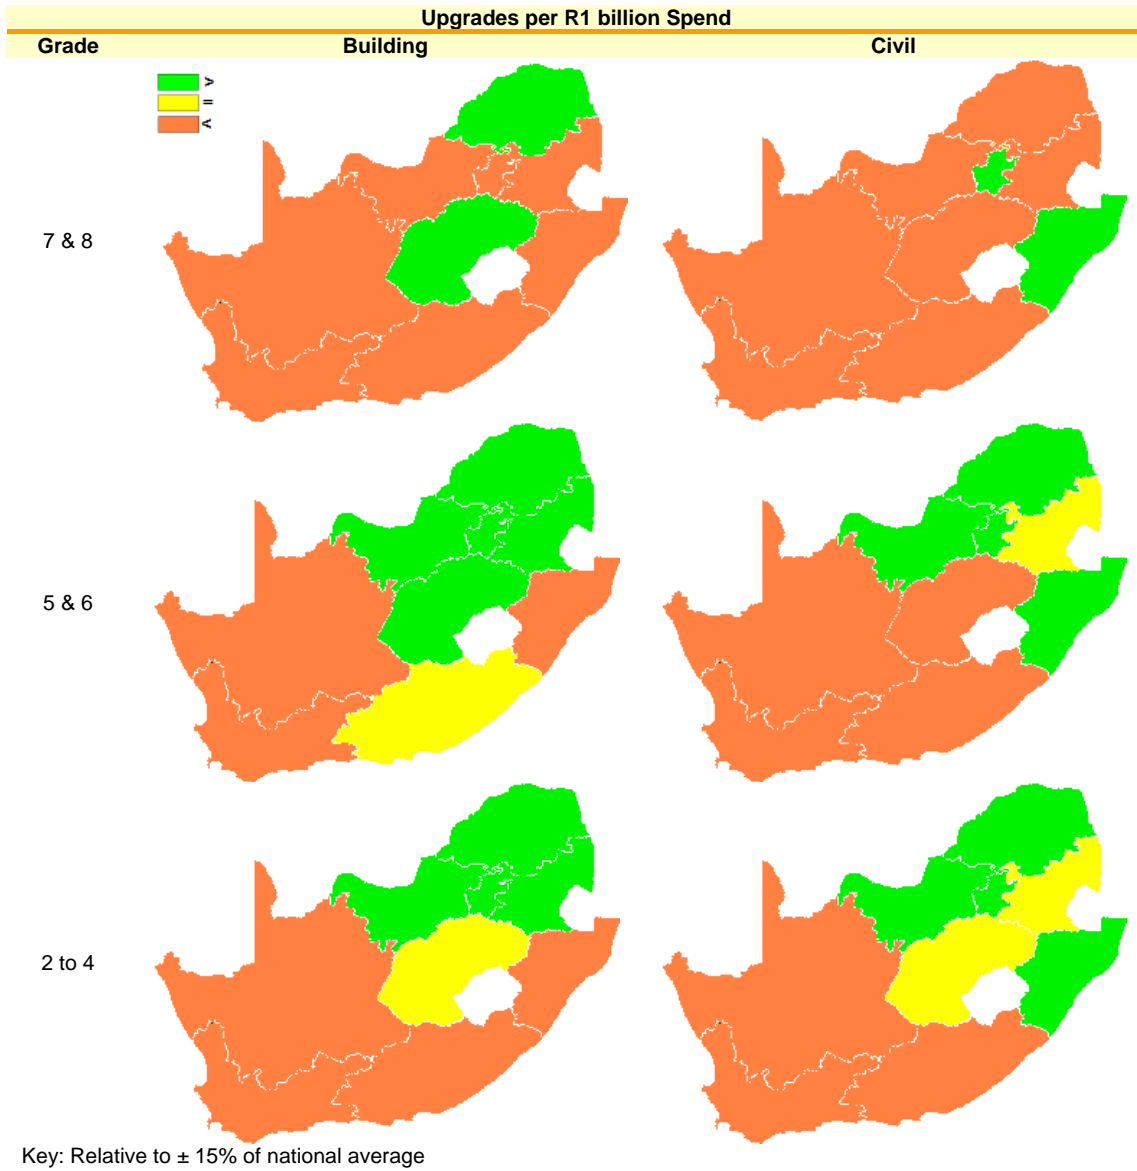 Upgrades per R1 billion Spend
Grade Building Civil
>
=
<
7 & 8
5 & 6
2 to 4
Key: Relative to ± 15% of national average